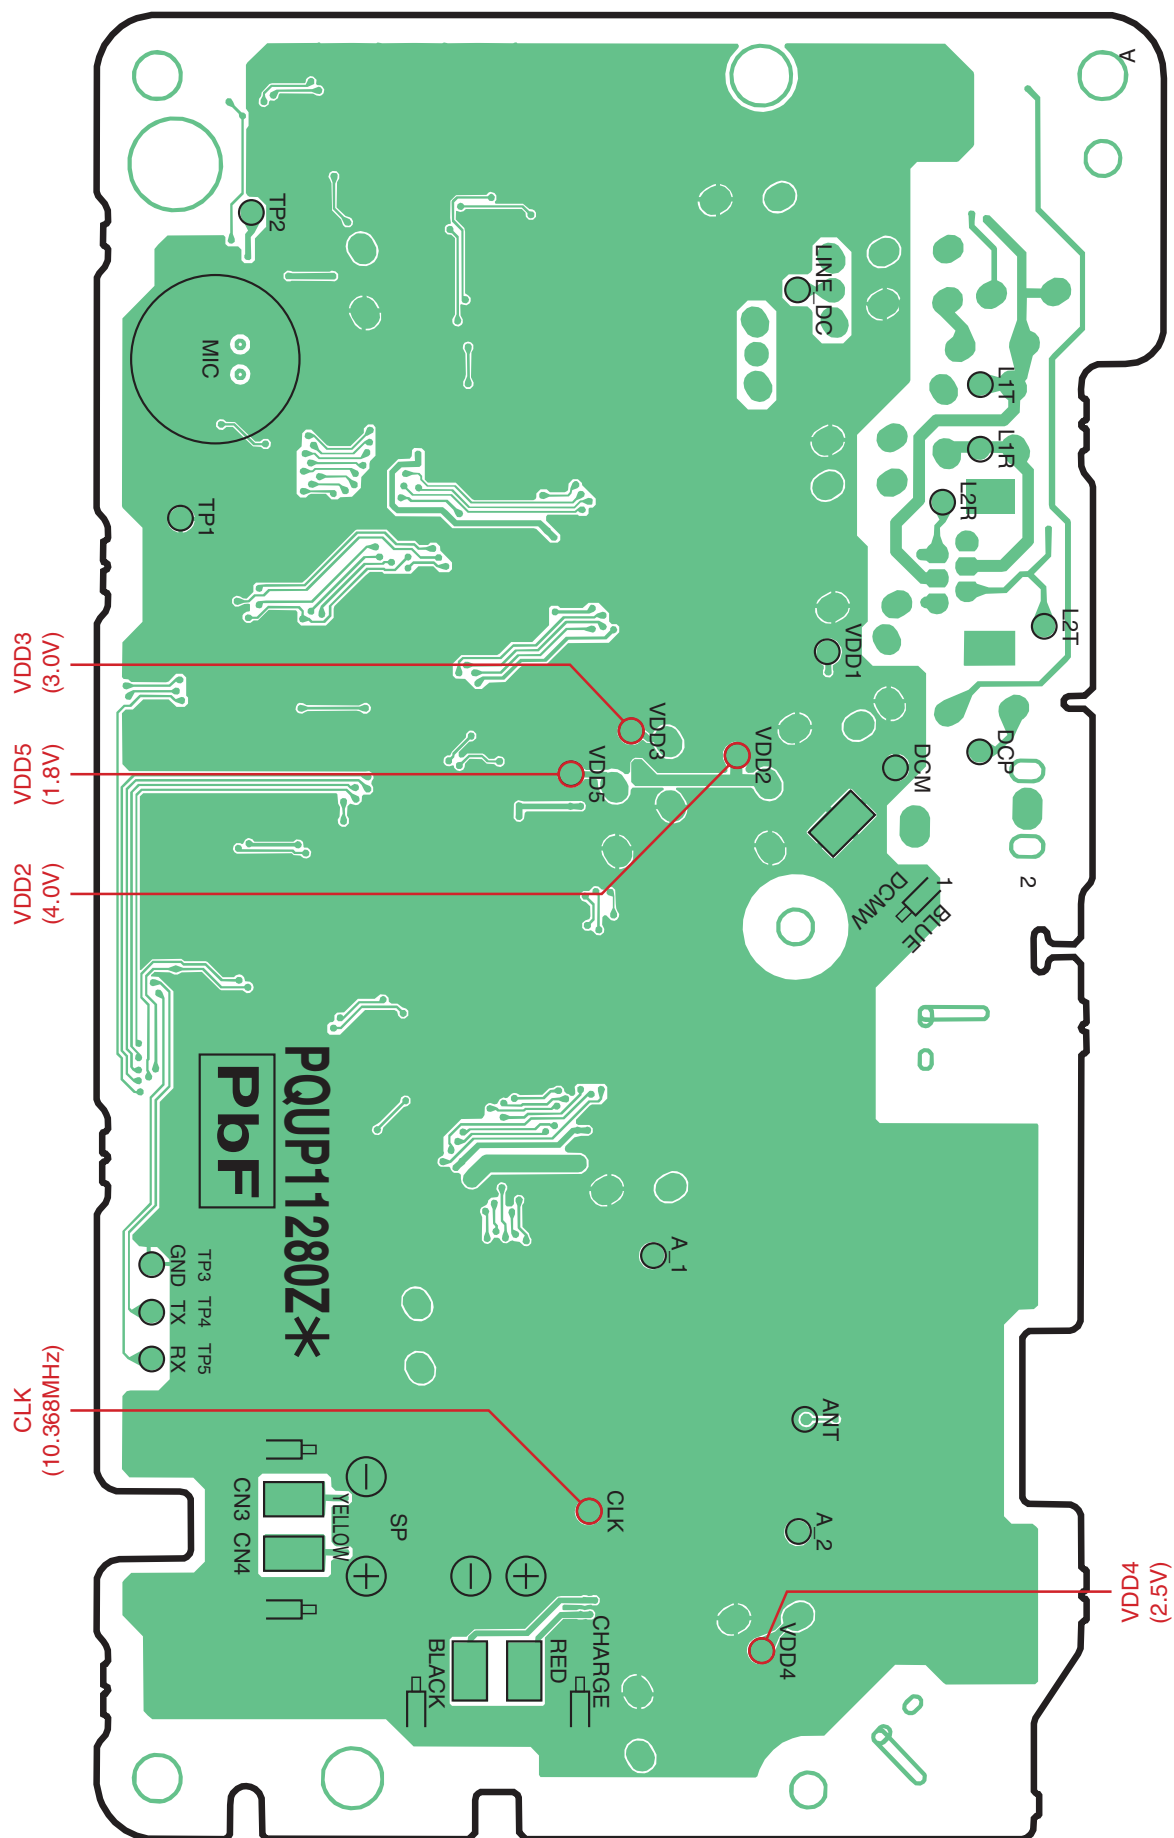 A
TP2
LINE_DC
MIC
L1T
L1R
L2R
TP1
L2T
VDD1
VDD3
(3.0V)
VDD3
VDD2
DCP
DCM
VDD5
(1.8V)
VDD5
VDD2
(4.0V)
1
2
DCMW
BLUE
PQUP11280Z*
PbF
A_1
TP3
GND
TP4
TX
TP5
RX
CLK
(10.368MHz)
ANT
CLK
A_2
CN3
CN4
YELLOW
SP
−
+
−
+
VDD4
(2.5V)
VDD4
CHARGE
RED
BLACK